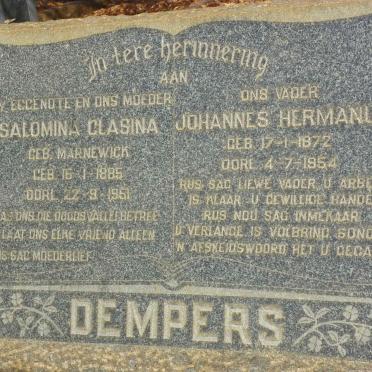 In tere herinnering
AAN
EGGENOTE EN ONS MOEDER
SALOMINA CLASINA
GEB. MARNEWICK
GEB. 16-1-1885
OORL. 22-9-1951
ONS DIE DOODSVALLEI BETREE
LAAT ONS ELKE VRIEND ALLEEN
SAG MOEDERLIEF.
ONS VADER
JOHANNES HERMANU
GEB. 17-1-1872
OORL. 4-7-1954
RUS SAG LIEWE VADER, U ARB
IS KLAAR, U GEWILLIGE HANDE
RUS NOU SAG INMEKAAR
U VERLANGE IS VOLBRING, SOND
'N AFSKEIDSWOORD HET U GEGA
DEMPERS